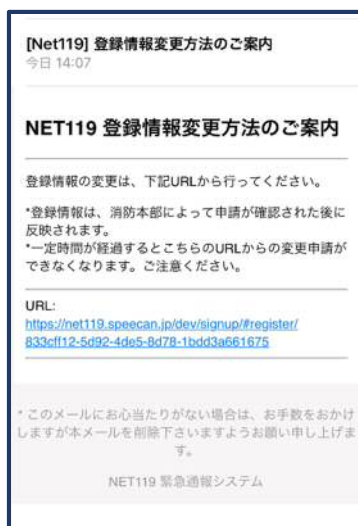 [Net119] 登録情報変更方法のご案内
今日 14:07
NET119 登録情報変更方法のご案内
登録情報の変更は、下記URLから行ってください。
*登録情報は、消防本部によって申請が確認された後に
反映されます。
*一定時間が経過するとこちらのURLからの変更申請が
できなくなります。ご注意ください。
URL:
https://net119.speecan.jp/dev/signup/#register/
833cff12-5d92-4de5-8d78-1bdd3a661675
* このメールにお心当たりがない場合は、お手数をおかけ
しますが本メールを削除下さいますようお願い申し上げま
す。
NET119 緊急通報システム